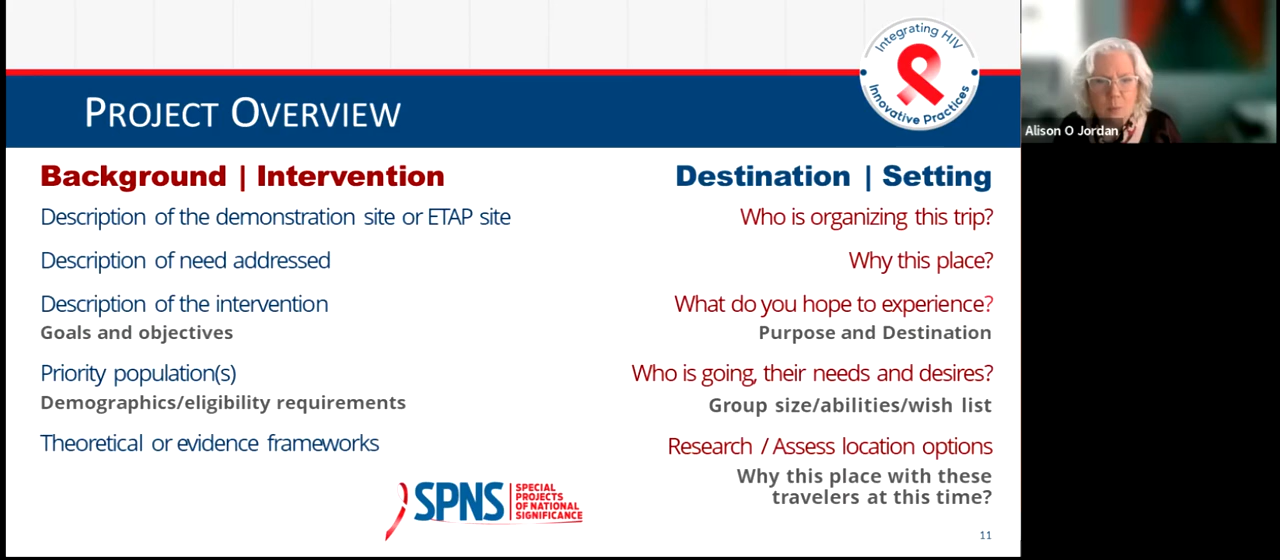 Integrating HIV
Innovative Practices
PROJECT OVERVIEW
Alison O Jordan
Background | Intervention
Description of the demonstration site or ETAP site
Description of need addressed
Description of the intervention
Goals and objectives
Priority population(s)
Demographics/eligibility requirements
Theoretical or evidence frameworks
Destination | Setting
Who is organizing this trip?
Why this place?
What do you hope to experience?
Purpose and Destination
Who is going, their needs and desires?
Group size/abilities/wish list
Research / Assess location options
Why this place with these
travelers at this time?
SPNS
SPECIAL
PROJECTS
OF NATIONAL
SIGNIFICANCE
11